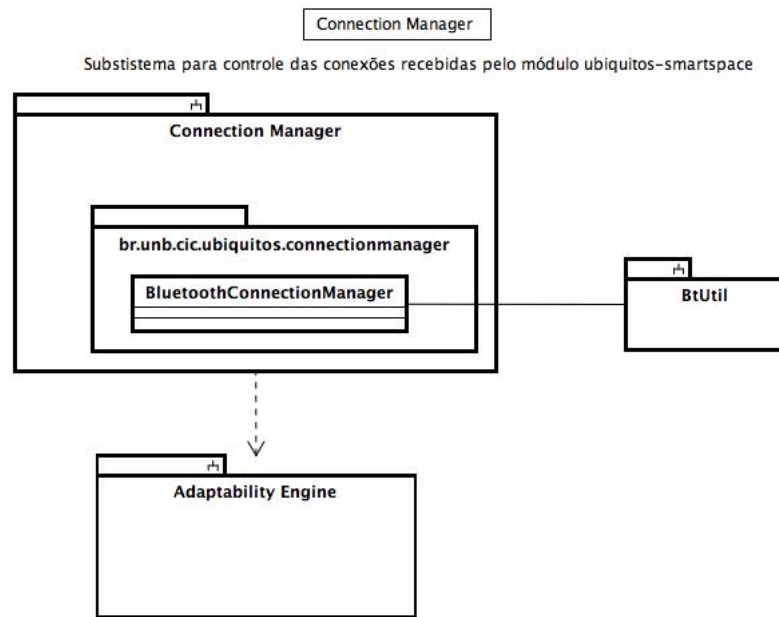 Connection Manager
Substistema para controle das conexões recebidas pelo módulo ubiquitos-smartspace
Connection Manager
br.unb.cic.ubiquitos.connectionmanager
BluetoothConnectionManager
BtUtil
Adaptability Engine